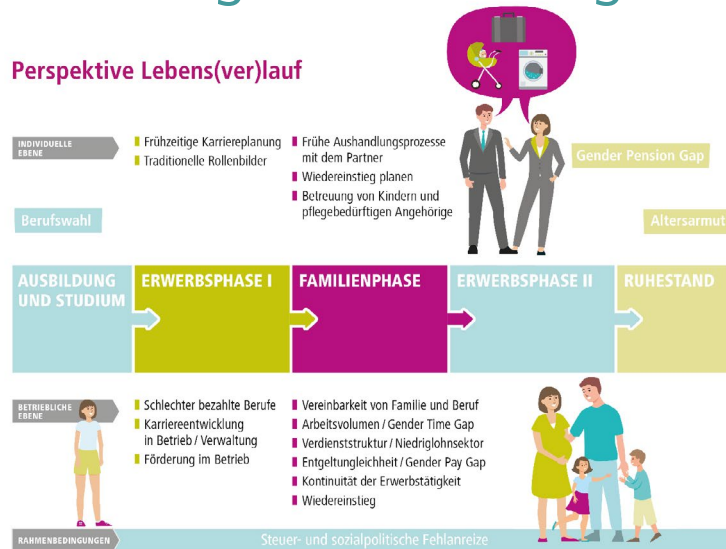 Perspektive Lebens(ver)lauf
INDIVIDUELLE
EBENE
Frühzeitige Karriereplanung
Traditionelle Rollenbilder
Frühe Aushandlungsprozesse
mit dem Partner
Wiedereinstieg planen
Betreuung von Kindern und
pflegebedürftigen Angehörige
Gender Pension Gap
Berufswahl
Altersarmut
AUSBILDUNG
UND STUDIUM
ERWERBSPHASE I
FAMILIENPHASE
ERWERBSPHASE II
RUHESTAND
BETRIEBLICHE
EBENE
Schlechter bezahlte Berufe
Karriereentwicklung
in Betrieb / Verwaltung
Förderung im Betrieb
Vereinbarkeit von Familie und Beruf
Arbeitsvolumen / Gender Time Gap
Verdienststruktur / Niedriglohnsektor
Entgeltungleichheit / Gender Pay Gap
Kontinuität der Erwerbstätigkeit
Wiedereinstieg
RAHMENBEDINGUNGEN
Steuer- und sozialpolitische Fehlanreize